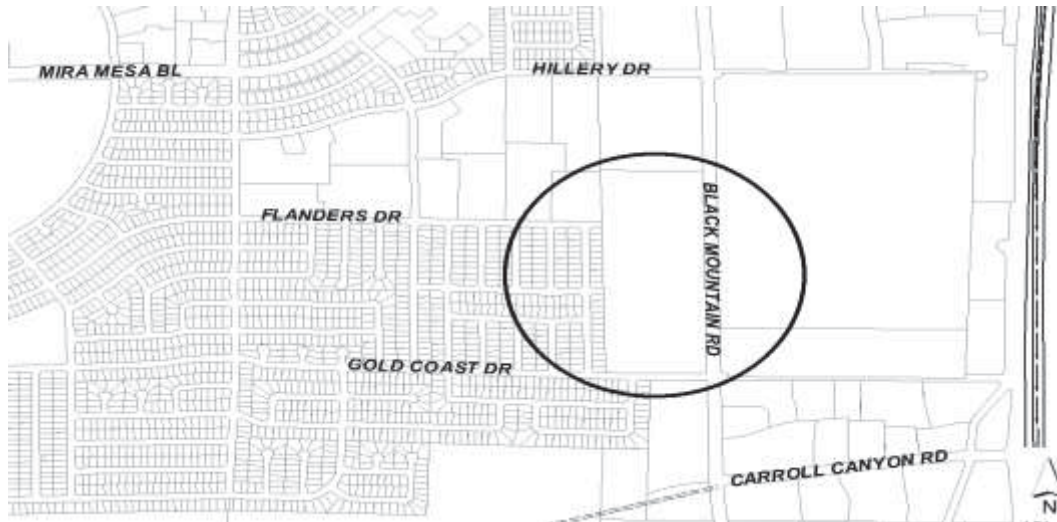 MIRA MESA BL
HILLERY DR
FLANDERS DR
BLACK MOUNTAIN RD
GOLD COAST DR
CARROLL CANYON RD
N